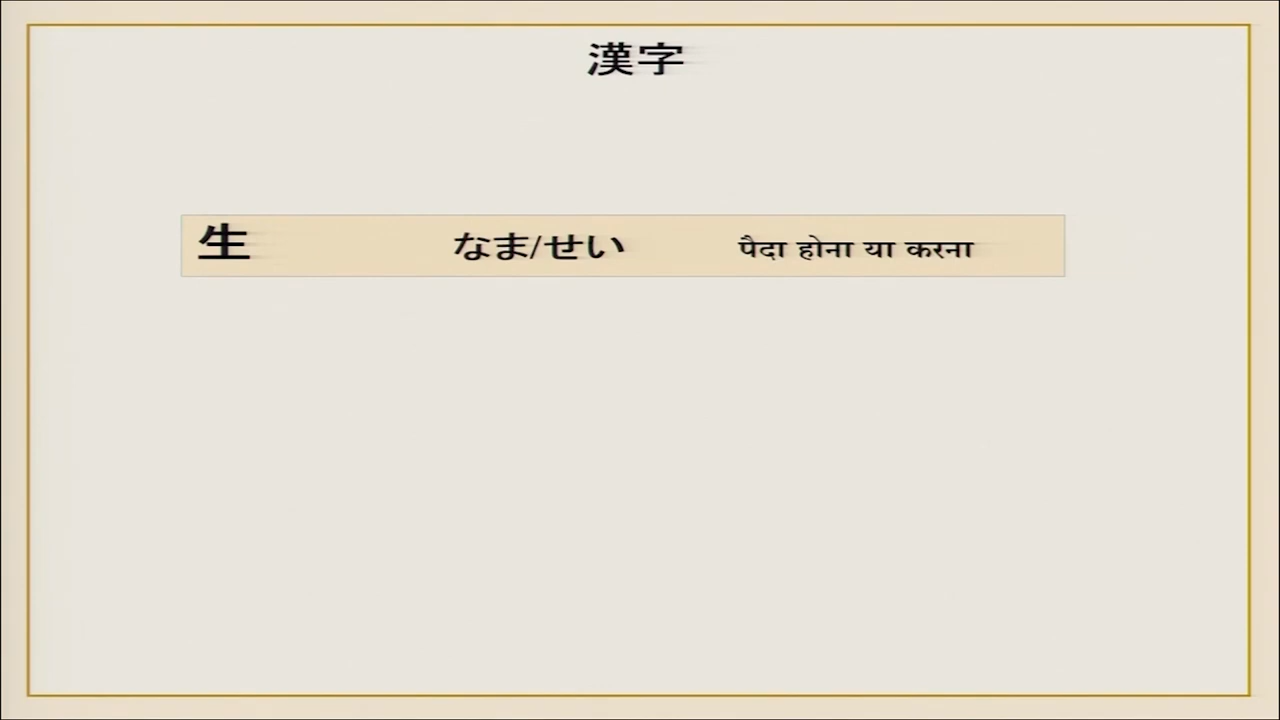 漢字
生 なま/せい पैदा होना या करना